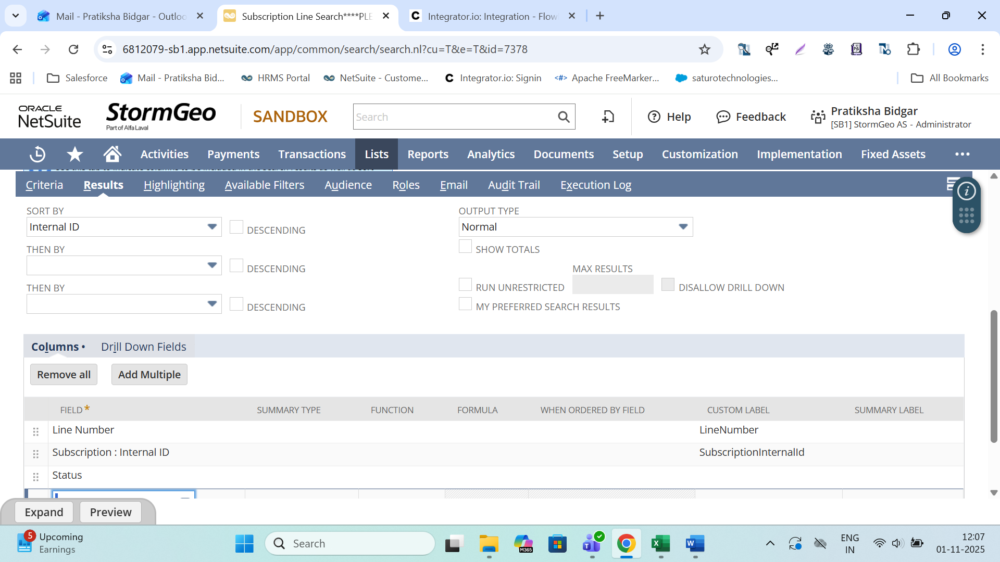 Mail - Pratiksha Bidgar - Outloo
Subscription Line Search****PLE
Integrator.io: Integration - Flow
6812079-sb1.app.netsuite.com/app/common/search/search.nl?cu=T&e=T&id=7378
Salesforce
Mail - Pratiksha Bid...
HRMS Portal
NetSuite - Custome...
Integrator.io: Signin
Apache FreeMarker...
saturotechnologies...
All Bookmarks
ORACLE
NetSuite
StormGeo
Part of Alfa Laval
SANDBOX
Search
Help
Feedback
Pratiksha Bidgar
[SB1] StormGeo AS - Administrator
Activities
Payments
Transactions
Lists
Reports
Analytics
Documents
Setup
Customization
Implementation
Fixed Assets
Criteria
Results
Highlighting
Available Filters
Audience
Roles
Email
Audit Trail
Execution Log
SORT BY
Internal ID
DESCENDING
THEN BY
DESCENDING
THEN BY
DESCENDING
OUTPUT TYPE
Normal
SHOW TOTALS
MAX RESULTS
RUN UNRESTRICTED
DISALLOW DRILL DOWN
MY PREFERRED SEARCH RESULTS
Columns •
Drill Down Fields
Remove all
Add Multiple
FIELD* SUMMARY TYPE FUNCTION FORMULA WHEN ORDERED BY FIELD CUSTOM LABEL SUMMARY LABEL
Line Number LineNumber
Subscription : Internal ID SubscriptionInternalId
Status
Expand
Preview
5
Upcoming
Earnings
Search
M365
ENG
IN
12:07
01-11-2025